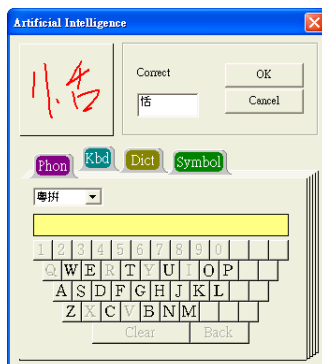 Artificial Intelligence
恬
Correct
OK
恬
Cancel
Phon Kbd Dict Symbol
粵拼
1 2 3 4 5 6 7 8 9 0
Q W E R T Y U I O P
A S D F G H J K L
Z X C V B N M
Clear Back